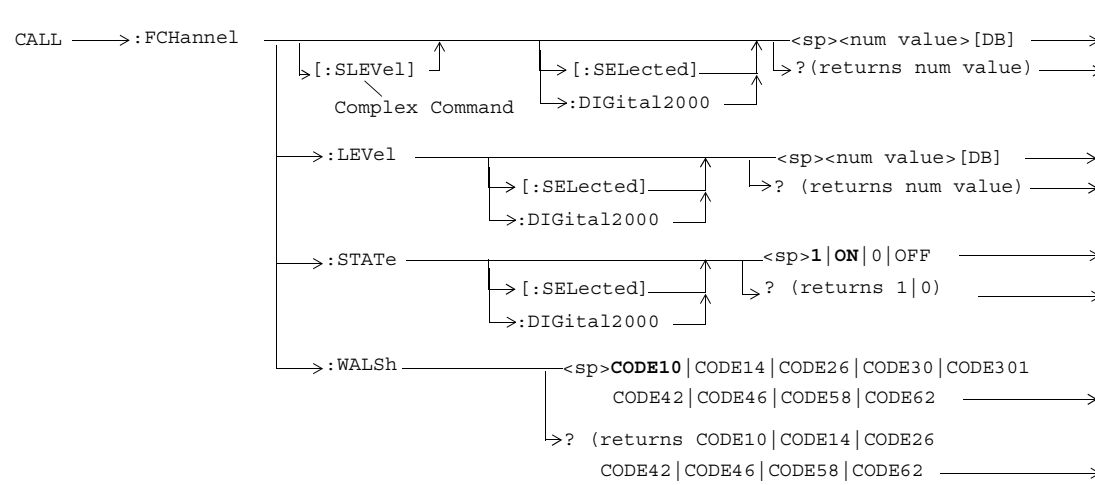 CALL :FCHannel <sp><num value>[DB]
[:SLEVel] [:SELected] ?(returns num value)
Complex Command :DIGital2000
:LEVel <sp><num value>[DB]
[:SELected] ? (returns num value)
:DIGital2000
:STATe <sp>1|ON|0|OFF
[:SELected] ? (returns 1|0)
:DIGital2000
:WALSh <sp>CODE10|CODE14|CODE26|CODE30|CODE301
CODE42|CODE46|CODE58|CODE62
? (returns CODE10|CODE14|CODE26
CODE42|CODE46|CODE58|CODE62